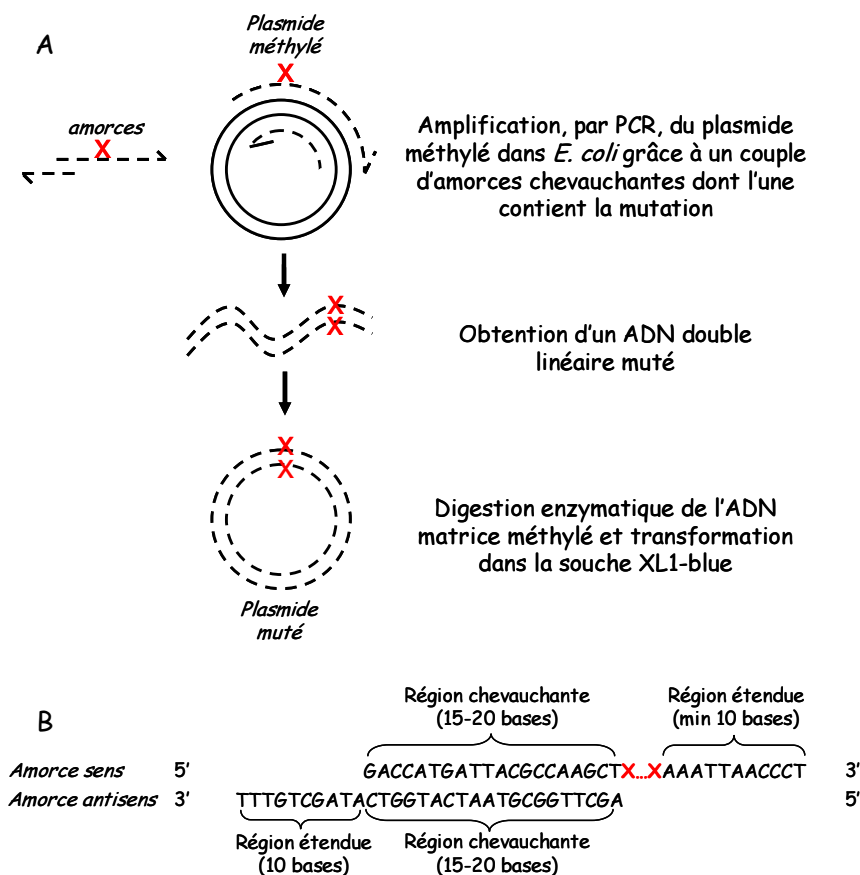 A
Plasmide
méthylé
X
amorces
X
Amplification, par PCR, du plasmide
méthylé dans E. coli grâce à un couple
d'amorces chevauchantes dont l'une
contient la mutation
X
X
Obtention d'un ADN double
linéaire muté
X
X
Digestion enzymatique de l'ADN
matrice méthylé et transformation
dans la souche XL1-blue
Plasmide
muté
B
Région chevauchante
(15-20 bases)
Région étendue
(min 10 bases)
Amorce sens 5' GACCATGATTACGCCAAGCTX...XAAATTAACCCT 3'
Amorce antisens 3' TTTGTCGATACTGGTACTAATGCGGTTCGA 5'
Région étendue
(10 bases)
Région chevauchante
(15-20 bases)